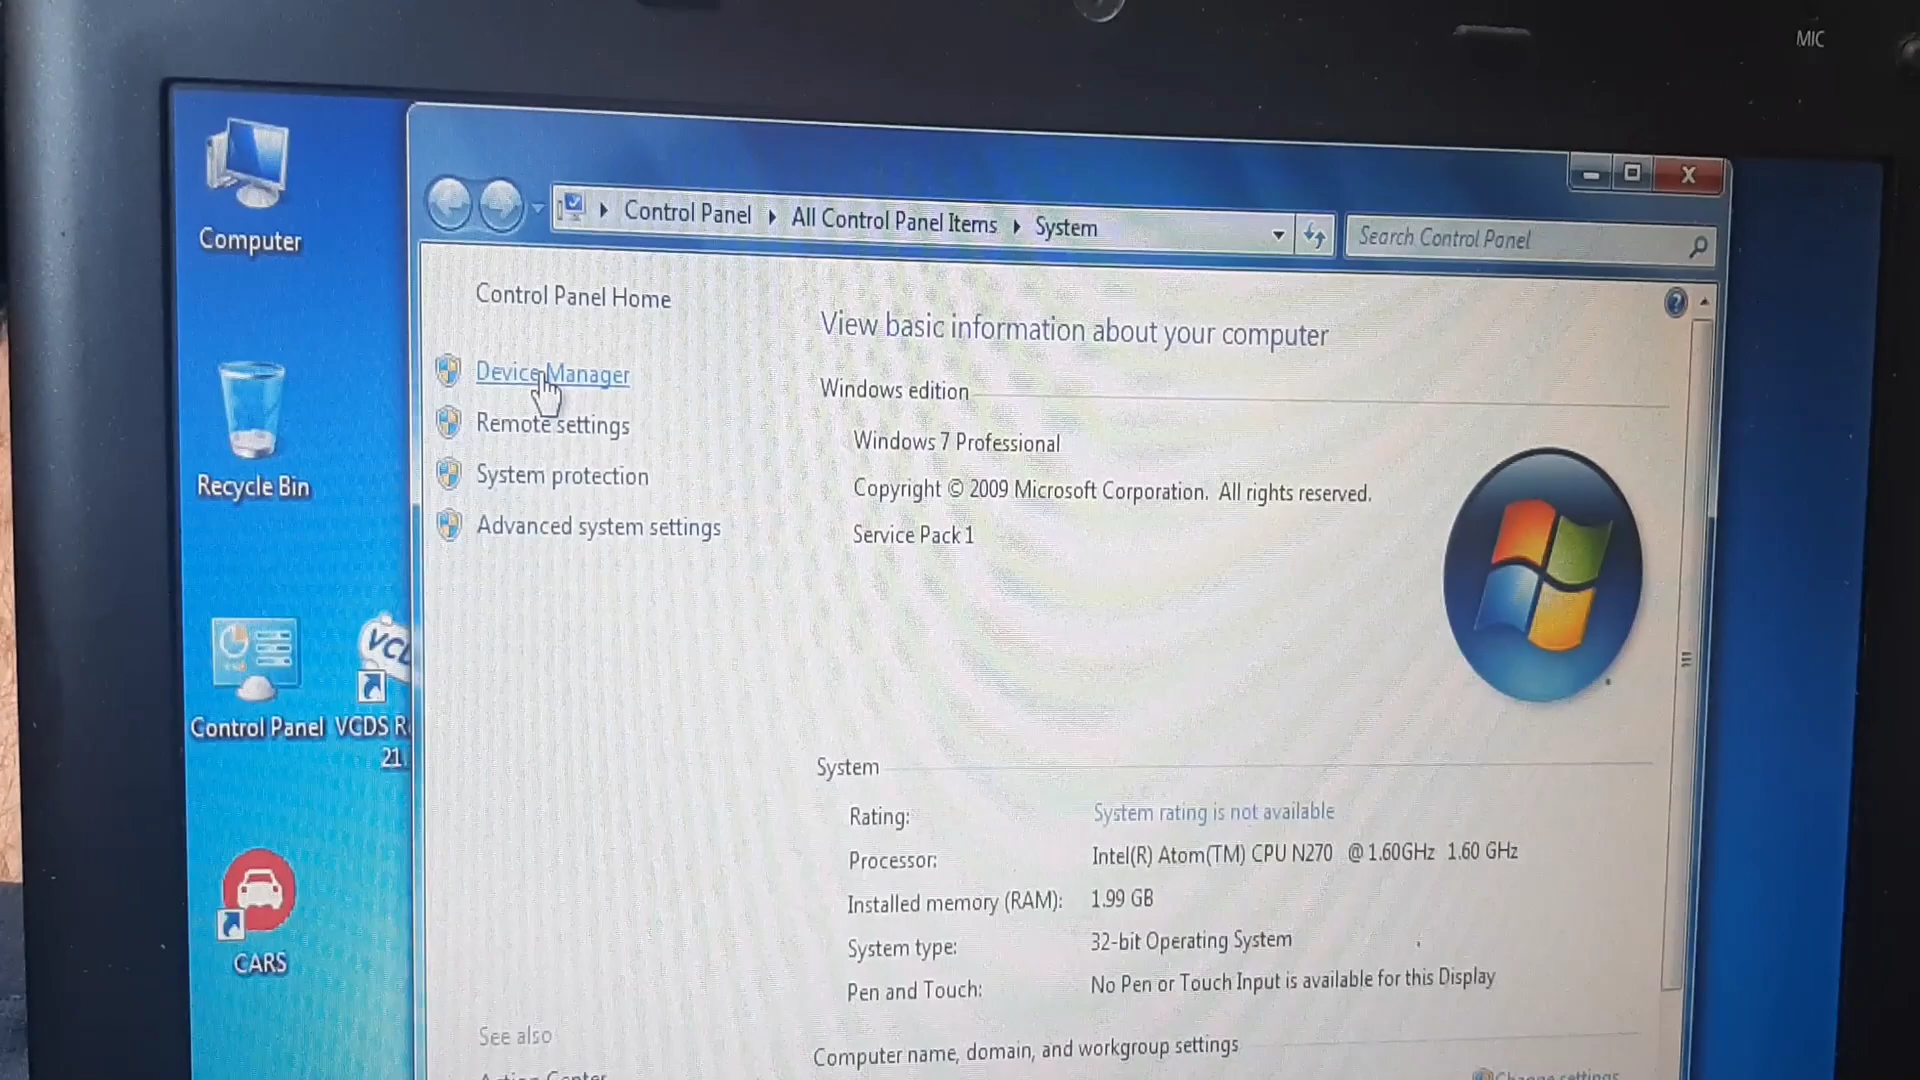 MIC
Computer
Recycle Bin
Control Panel
VCDS
21.
CARS
Control Panel
All Control Panel Items
System
Search Control Panel
Control Panel Home
Device Manager
Remote settings
System protection
Advanced system settings
See also
View basic information about your computer
Windows edition
Windows 7 Professional
Copyright © 2009 Microsoft Corporation. All rights reserved.
Service Pack 1
System
Rating: System rating is not available
Processor: Intel(R) Atom(TM) CPU N270 @ 1.60GHz 1.60 GHz
Installed memory (RAM): 1.99 GB
System type: 32-bit Operating System
Pen and Touch: No Pen or Touch Input is available for this Display
Computer name, domain, and workgroup settings
Change settings